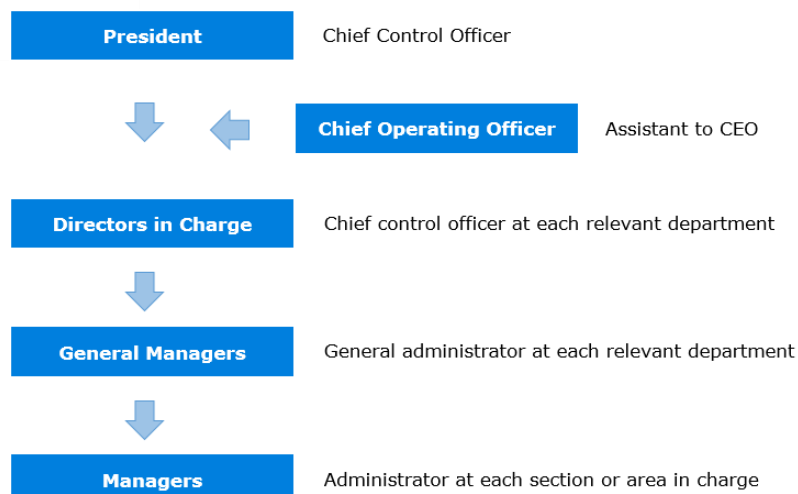 President
Chief Control Officer
Chief Operating Officer
Assistant to CEO
Directors in Charge
Chief control officer at each relevant department
General Managers
General administrator at each relevant department
Managers
Administrator at each section or area in charge